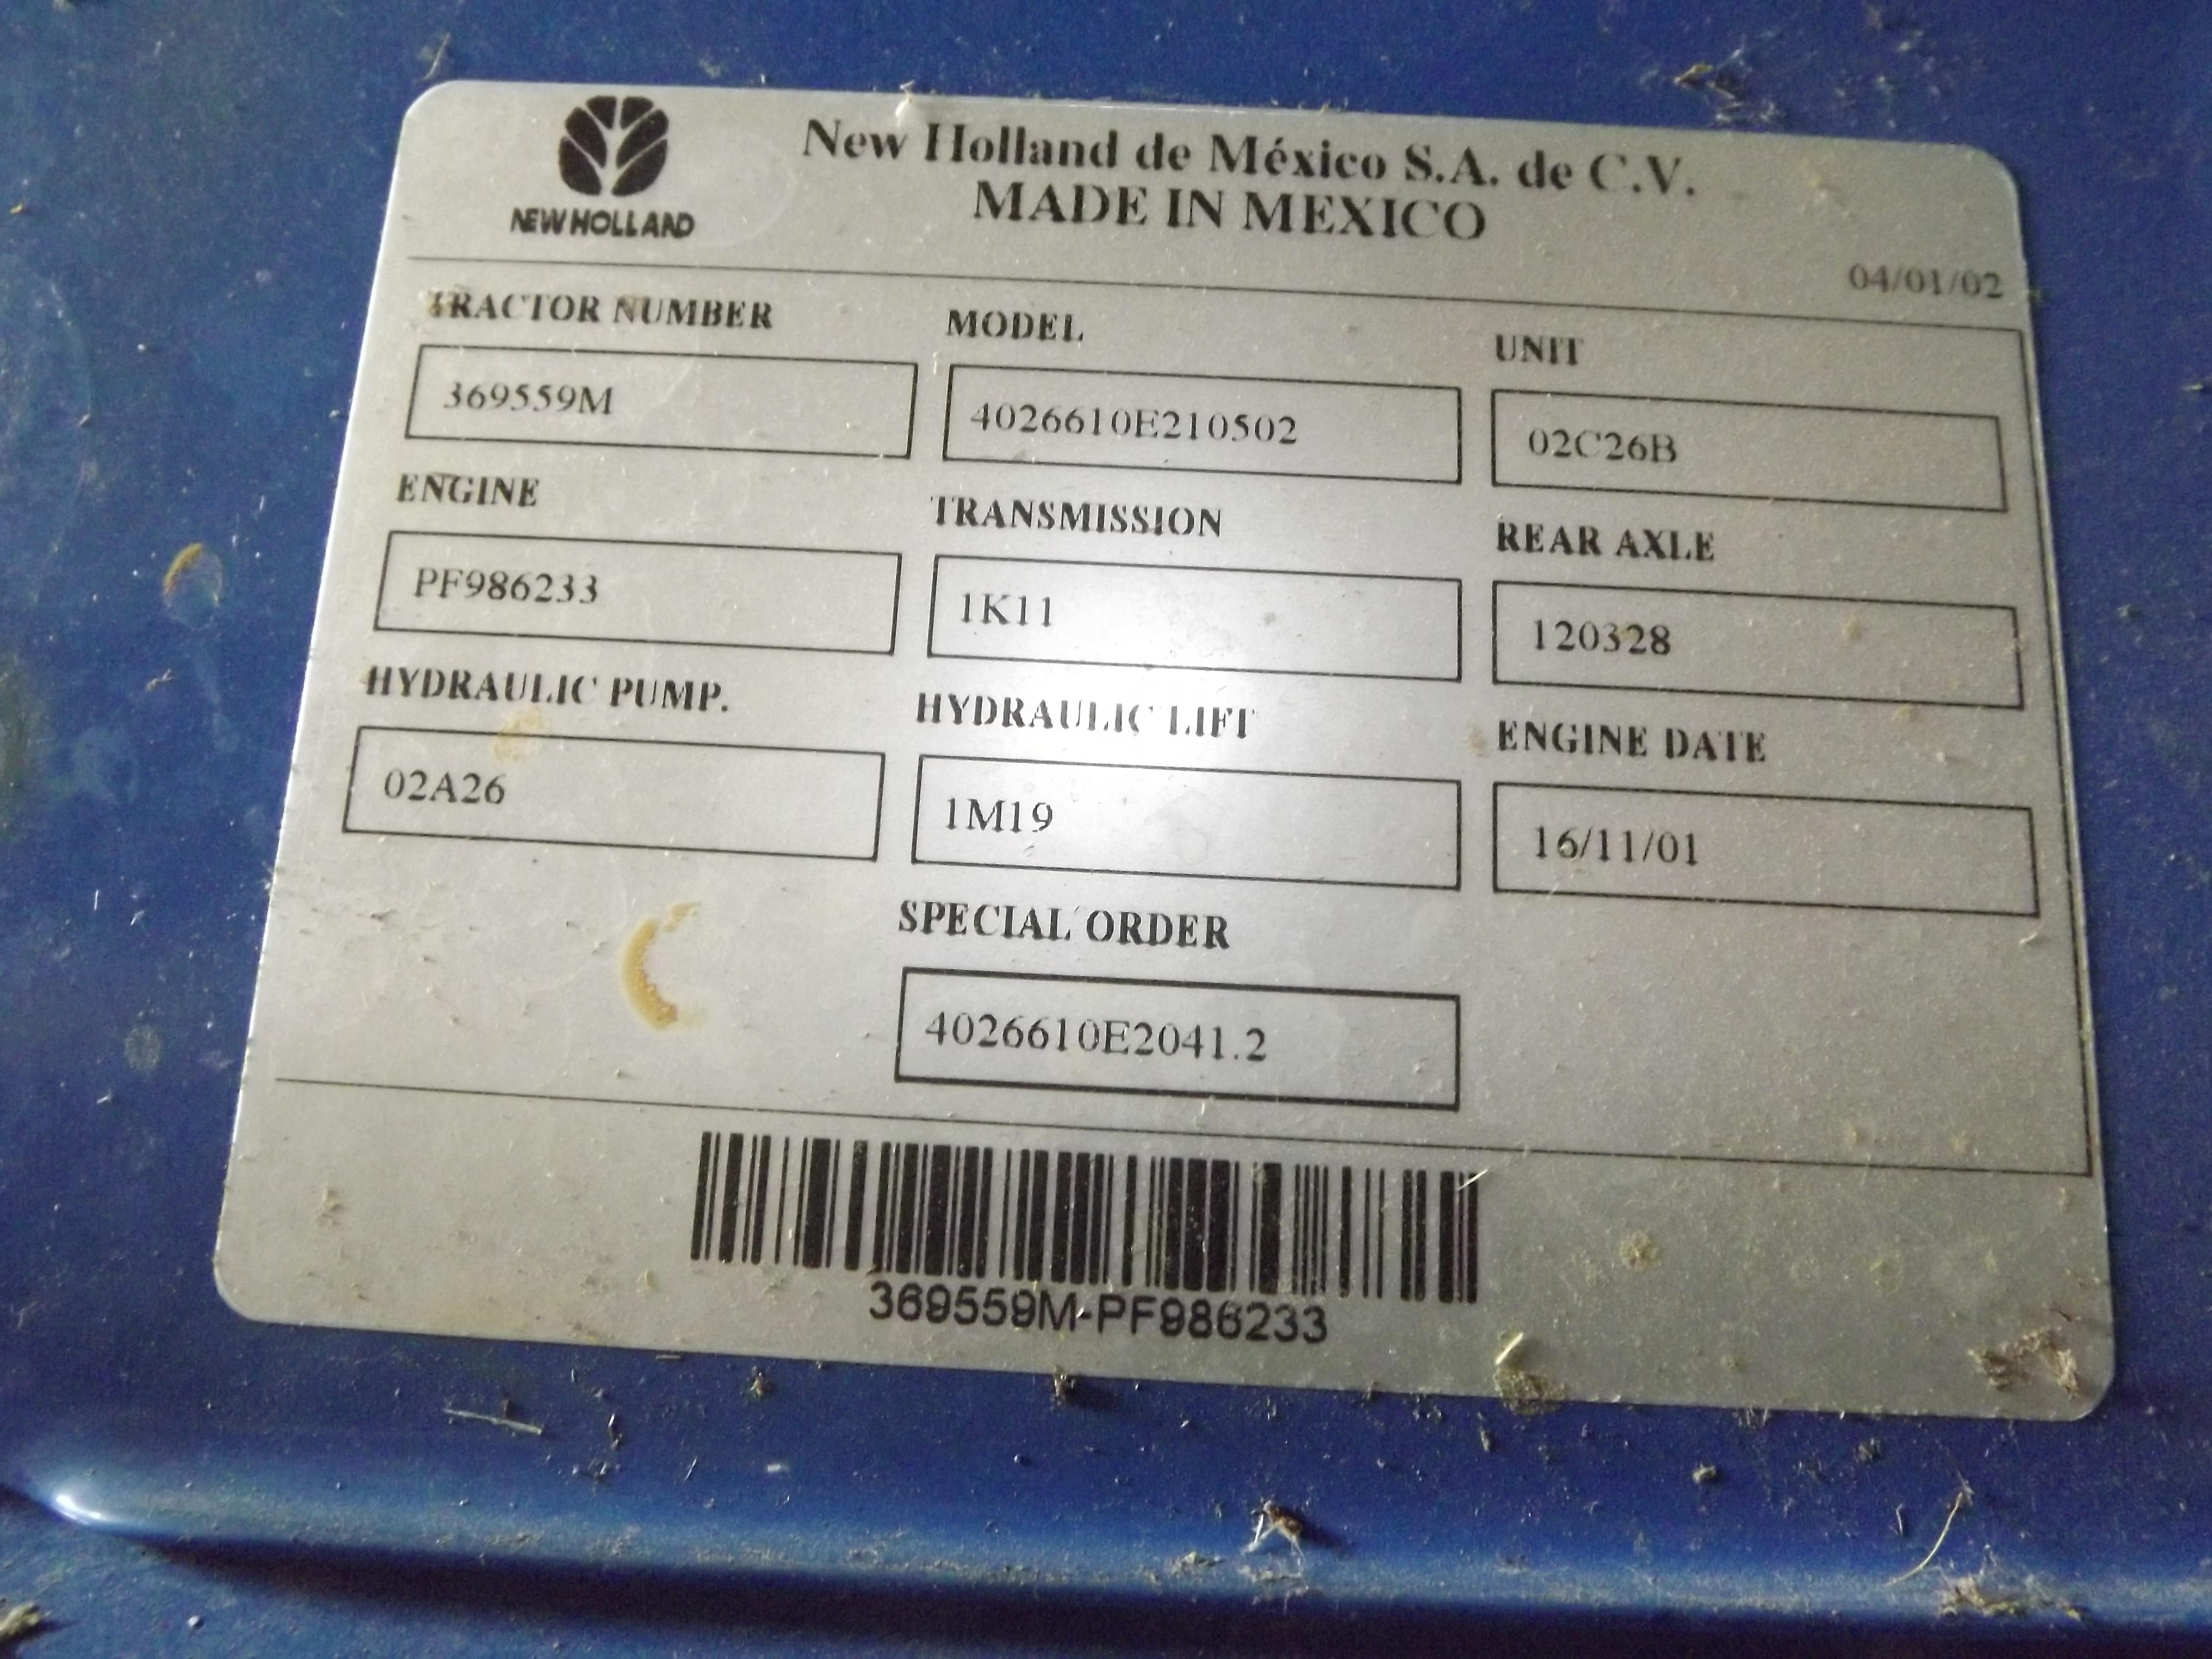 NEW HOLLAND
New Holland de México S.A. de C.V.
MADE IN MEXICO
04/01/02
TRACTOR NUMBER MODEL UNIT
369559M 4026610E210502 02C26B
ENGINE TRANSMISSION REAR AXLE
PF986233 1K11 120328
HYDRAULIC PUMP. HYDRAULIC LIFT ENGINE DATE
02A26 1M19 16/11/01
SPECIAL ORDER
4026610E2041.2
369559M-PF986233